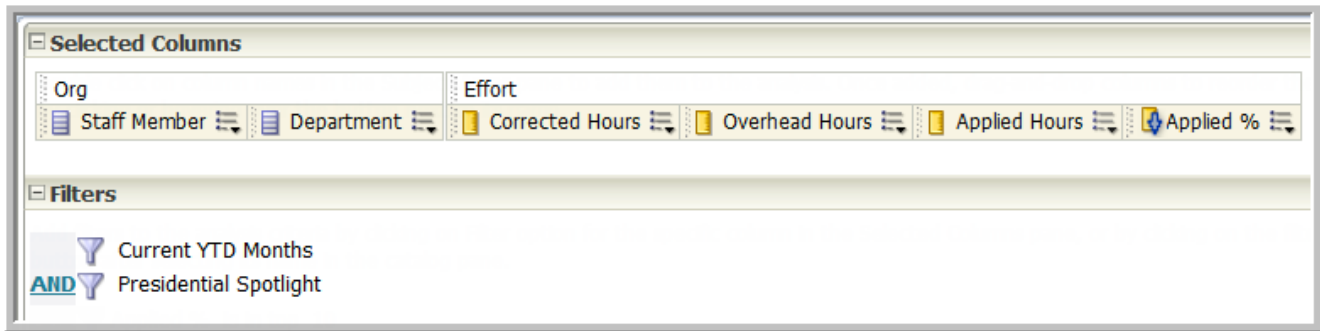 Selected Columns
Org Effort
Staff Member Department Corrected Hours Overhead Hours Applied Hours Applied %
Filters
Current YTD Months
AND Presidential Spotlight